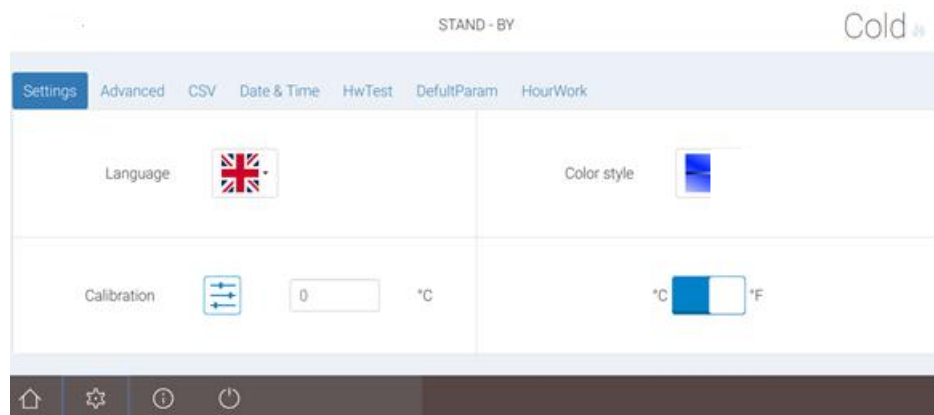 STAND - BY
Cold
Settings Advanced CSV Date & Time HwTest DefultParam HourWork
Language
Color style
Calibration 0 °C
°C °F